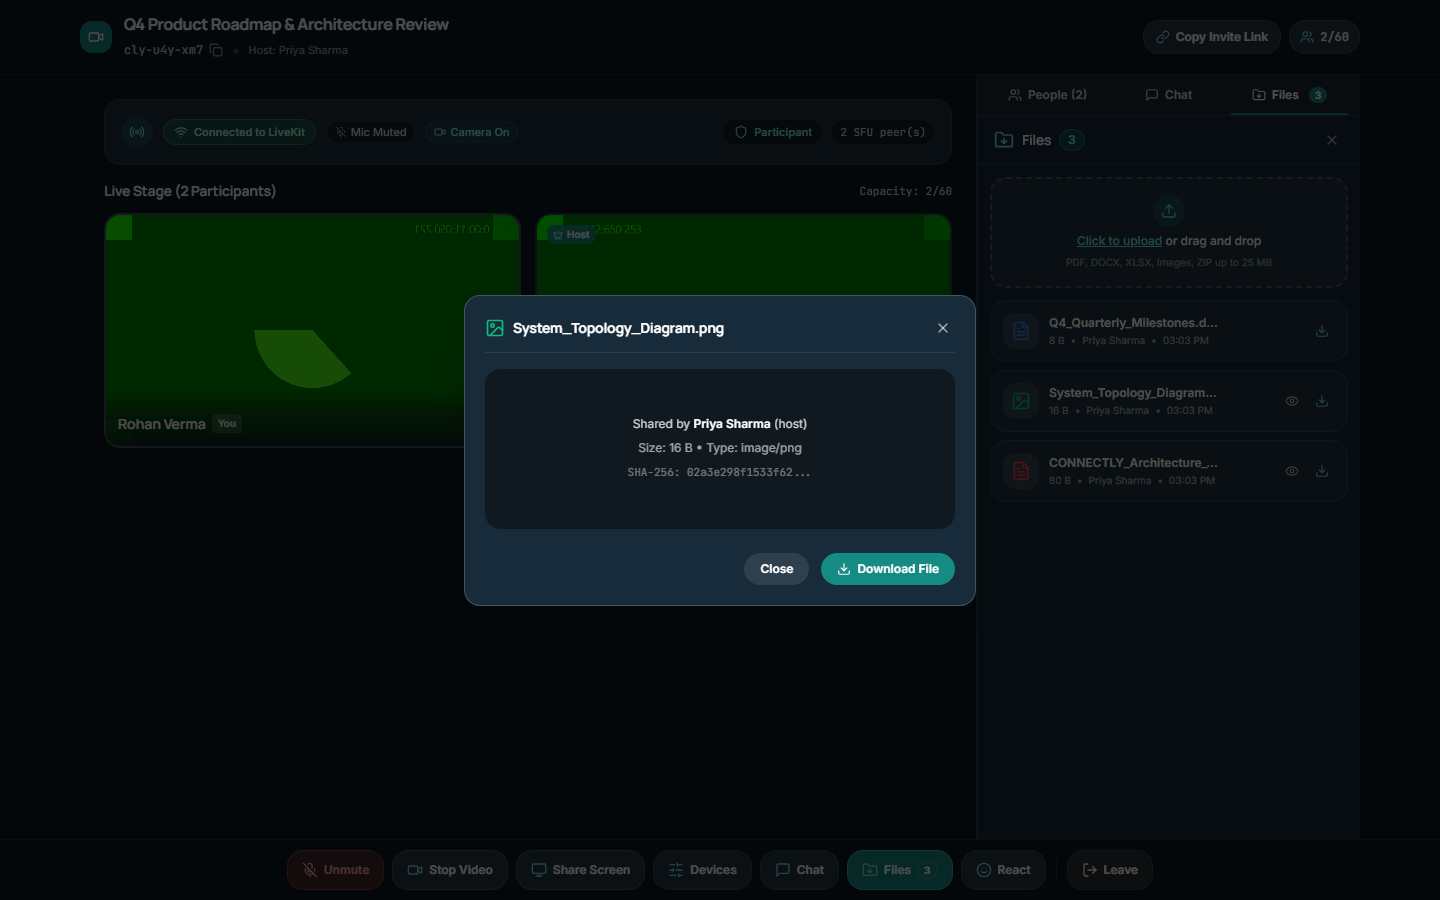 Q4 Product Roadmap & Architecture Review
cly-u4y-xm7
Host: Priya Sharma
Copy Invite Link
2/60
Connected to LiveKit
Mic Muted
Camera On
Participant
2 SFU peer(s)
Live Stage (2 Participants)
Capacity: 2/60
Host
Rohan Verma
You
People (2)
Chat
Files
3
Files
3
Click to upload or drag and drop
PDF, DOCX, XLSX, Images, ZIP up to 25 MB
Q4_Quarterly_Milestones.d...
8 B • Priya Sharma • 03:03 PM
System_Topology_Diagram...
16 B • Priya Sharma • 03:03 PM
CONNECTLY_Architecture_...
80 B • Priya Sharma • 03:03 PM
System_Topology_Diagram.png
Shared by Priya Sharma (host)
Size: 16 B • Type: image/png
SHA-256: 02a3e298f1533f62...
Close
Download File
Unmute
Stop Video
Share Screen
Devices
Chat
Files
3
React
Leave